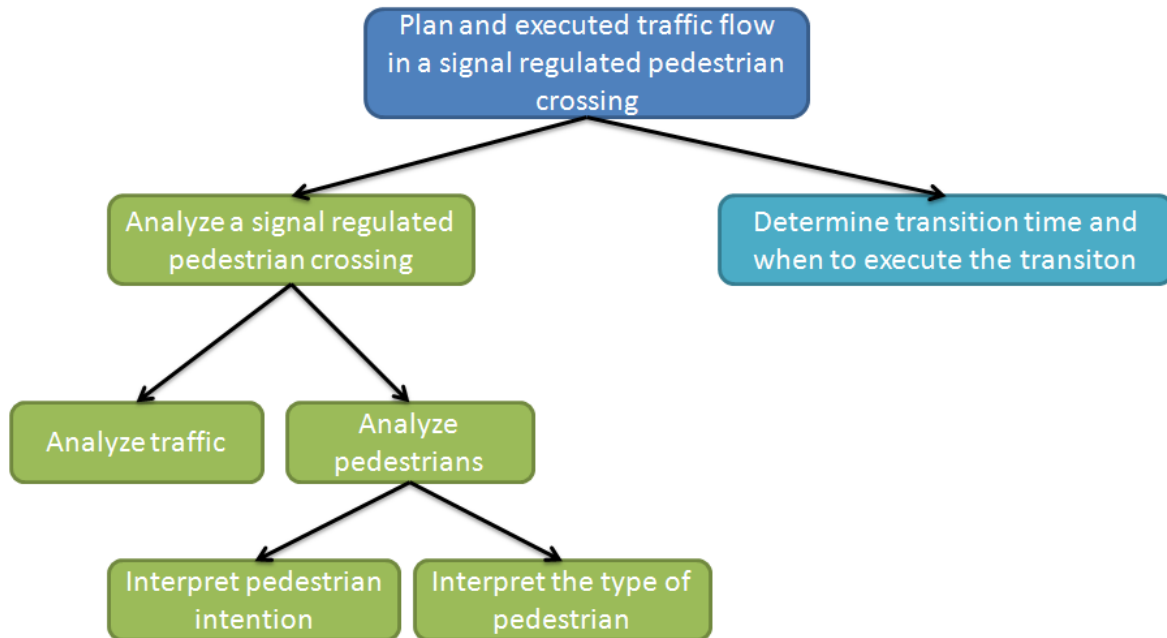 Plan and executed traffic flow
in a signal regulated pedestrian
crossing
Analyze a signal regulated
pedestrian crossing
Determine transition time and
when to execute the transiton
Analyze traffic
Analyze
pedestrians
Interpret pedestrian
intention
Interpret the type of
pedestrian